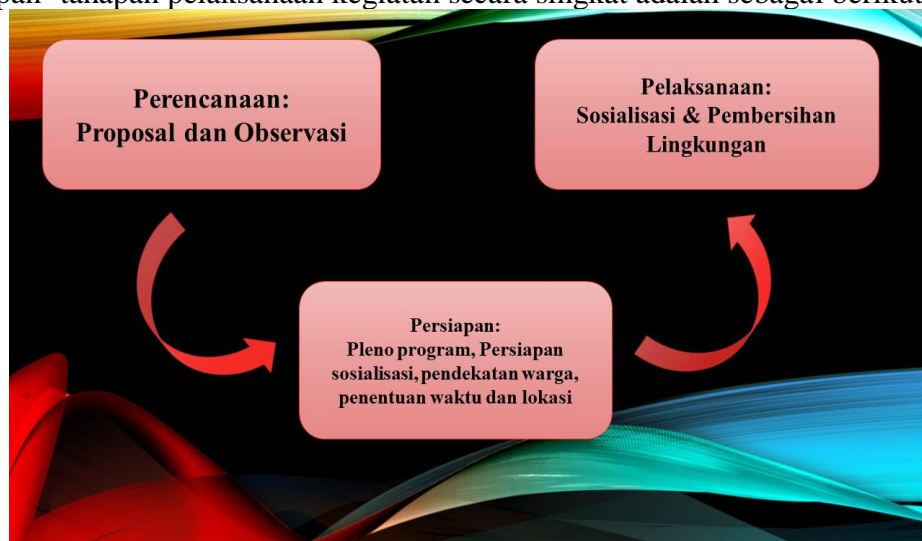 tahapan pelaksanaan kegiatan secara singkat adalah sebagai berikut
Perencanaan:
Proposal dan Observasi
Pelaksanaan:
Sosialisasi & Pembersihan
Lingkungan
Persiapan:
Pleno program, Persiapan
sosialisasi, pendekatan warga,
penentuan waktu dan lokasi